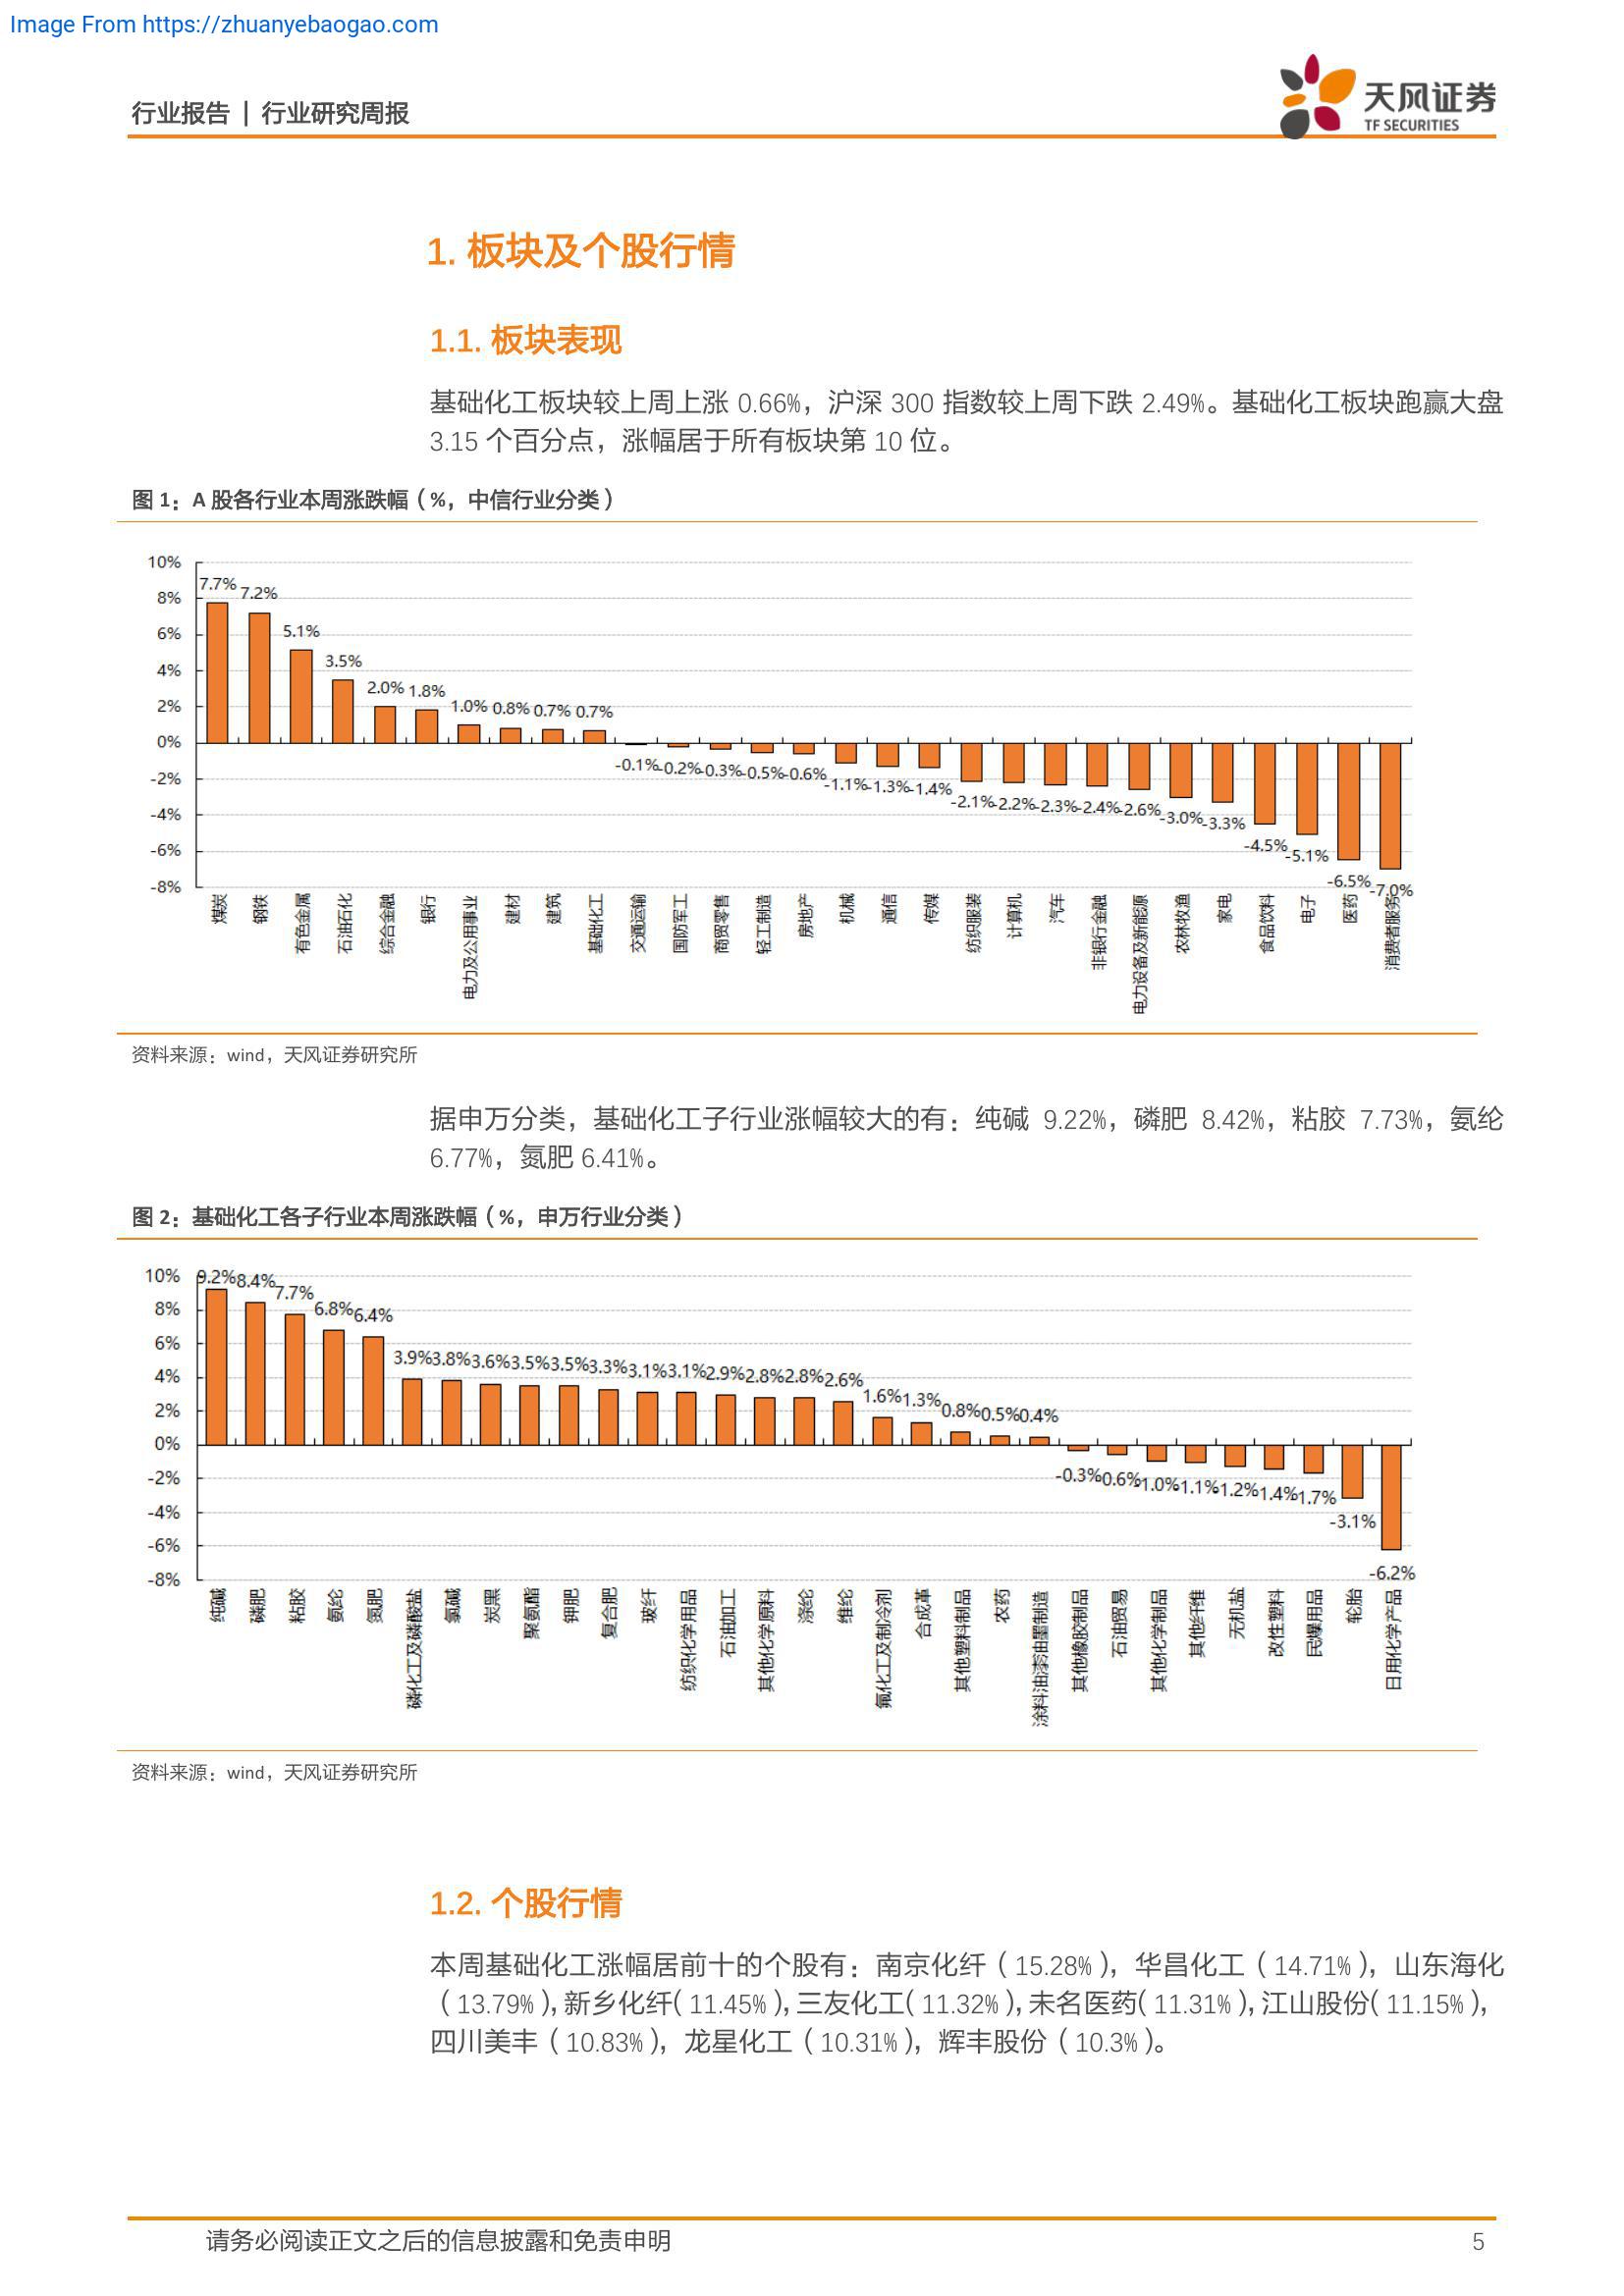 Image From https://zhuanyebaogao.com
行业报告 | 行业研究周报
天风证券
TF SECURITIES
1. 板块及个股行情
1.1. 板块表现
基础化工板块较上周上涨 0.66%，沪深 300 指数较上周下跌 2.49%。基础化工板块跑赢大盘
3.15 个百分点，涨幅居于所有板块第 10 位。
图 1：A 股各行业本周涨跌幅（%，中信行业分类）
10%
8%
6%
4%
2%
0%
-2%
-4%
-6%
-8%
7.7% 7.2% 5.1% 3.5% 2.0% 1.8% 1.0% 0.8% 0.7% 0.7% -0.1% -0.2% -0.3% -0.5% -0.6% -1.1% -1.3% -1.4% -2.1% -2.2% -2.3% -2.4% -2.6% -3.0% -3.3% -4.5% -5.1% -6.5% -7.0%
煤炭 钢铁 有色金属 石油石化 综合金融 银行 电力及公用事业 建材 建筑 基础化工 交通运输 国防军工 商贸零售 轻工制造 房地产 机械 通信 传媒 纺织服装 计算机 汽车 非银行金融 电力设备及新能源 农林牧渔 家电 食品饮料 电子 医药 消费者服务
资料来源：wind，天风证券研究所
据申万分类，基础化工子行业涨幅较大的有：纯碱 9.22%，磷肥 8.42%，粘胶 7.73%，氨纶
6.77%，氮肥 6.41%。
图 2：基础化工各子行业本周涨跌幅（%，申万行业分类）
10%
8%
6%
4%
2%
0%
-2%
-4%
-6%
-8%
9.2% 8.4% 7.7% 6.8% 6.4% 3.9% 3.8% 3.6% 3.5% 3.5% 3.3% 3.1% 3.1% 2.9% 2.8% 2.8% 2.6% 1.6% 1.3% 0.8% 0.5% 0.4% -0.3% -0.6% -1.0% -1.1% -1.2% -1.4% -1.7% -3.1% -6.2%
纯碱 磷肥 粘胶 氨纶 氮肥 磷化工及磷酸盐 氯碱 炭黑 聚氨酯 钾肥 复合肥 玻纤 纺织化学用品 石油加工 其他化学原料 涤纶 维纶 氟化工及制冷剂 合成革 其他塑料制品 农药 涂料油漆油墨制造 其他橡胶制品 石油贸易 其他化学制品 其他纤维 无机盐 改性塑料 民爆用品 轮胎 日用化学产品
资料来源：wind，天风证券研究所
1.2. 个股行情
本周基础化工涨幅居前十的个股有：南京化纤（15.28%），华昌化工（14.71%），山东海化
（13.79%），新乡化纤（11.45%），三友化工（11.32%），未名医药（11.31%），江山股份（11.15%），
四川美丰（10.83%），龙星化工（10.31%），辉丰股份（10.3%）。
请务必阅读正文之后的信息披露和免责申明
5